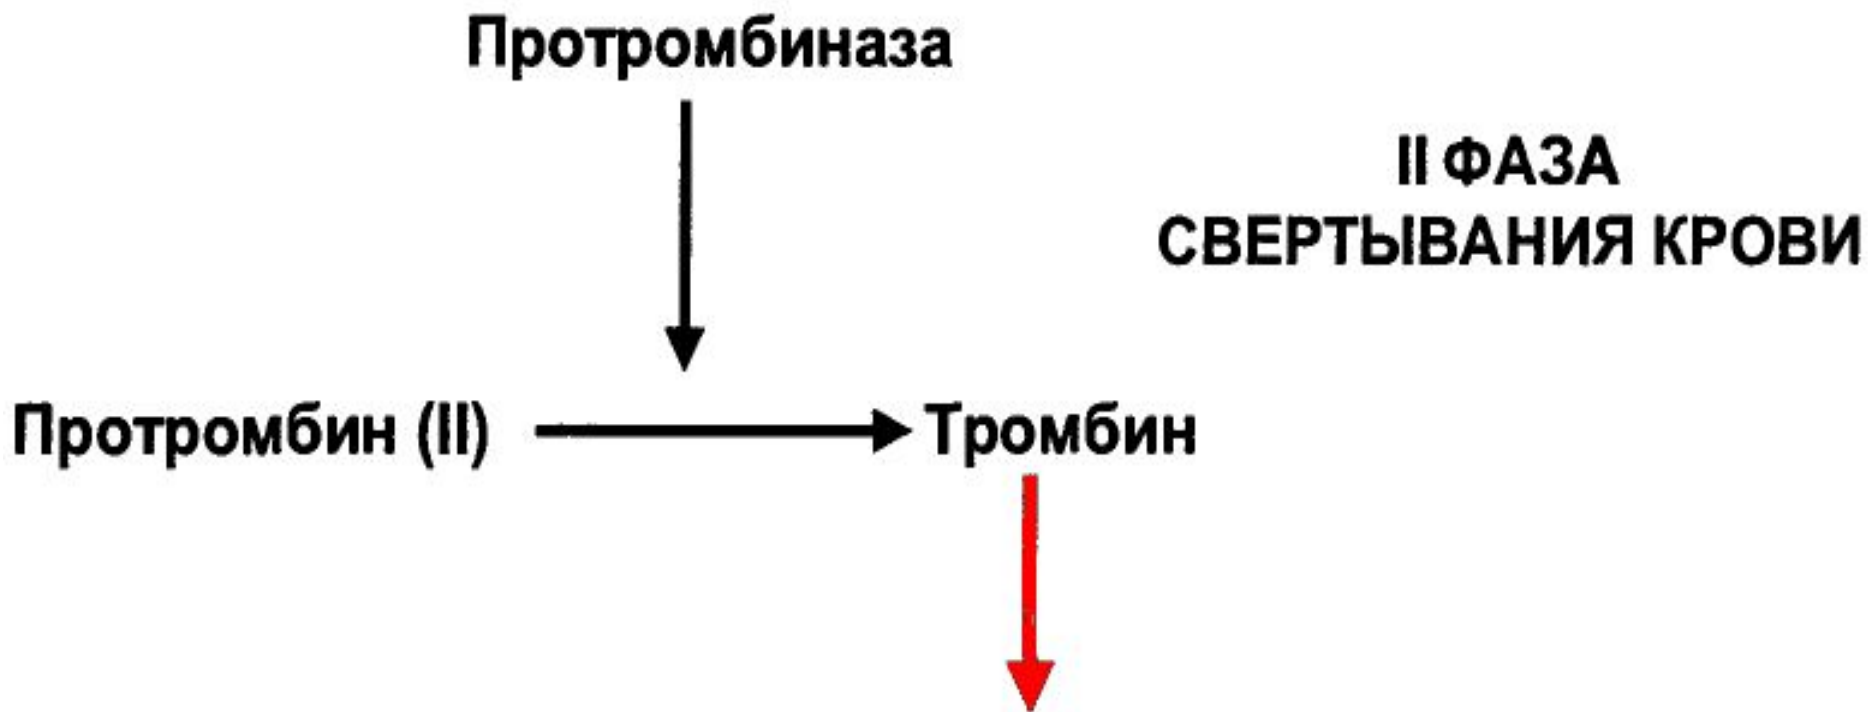 Протромбиназа
II ФАЗА
СВЕРТЫВАНИЯ КРОВИ
Протромбин (II)
Тромбин